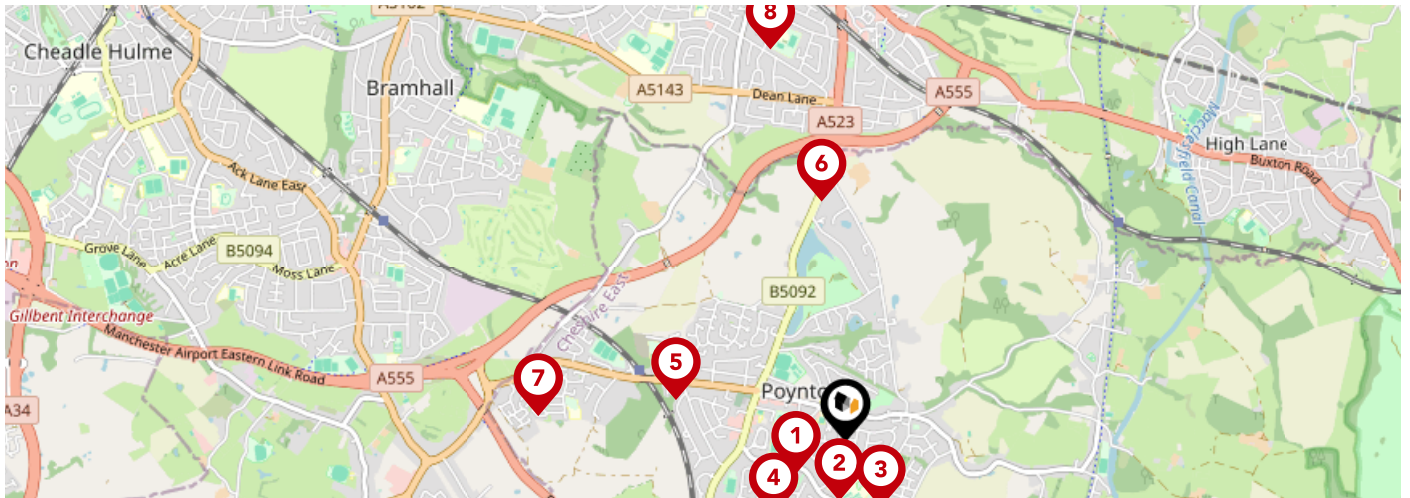 A5102
8
Cheadle Hulme
Bramhall
A5143
Dean Lane
A555
A523
High Lane
Buxton Road
Macclesfield Canal
6
Ack Lane East
Grove Lane
Acre Lane
B5094
Moss Lane
B5092
Cheshire East
Gillbent Interchange
Manchester Airport Eastern Link Road
A555
7
5
A34
Poynto
1
2
3
4